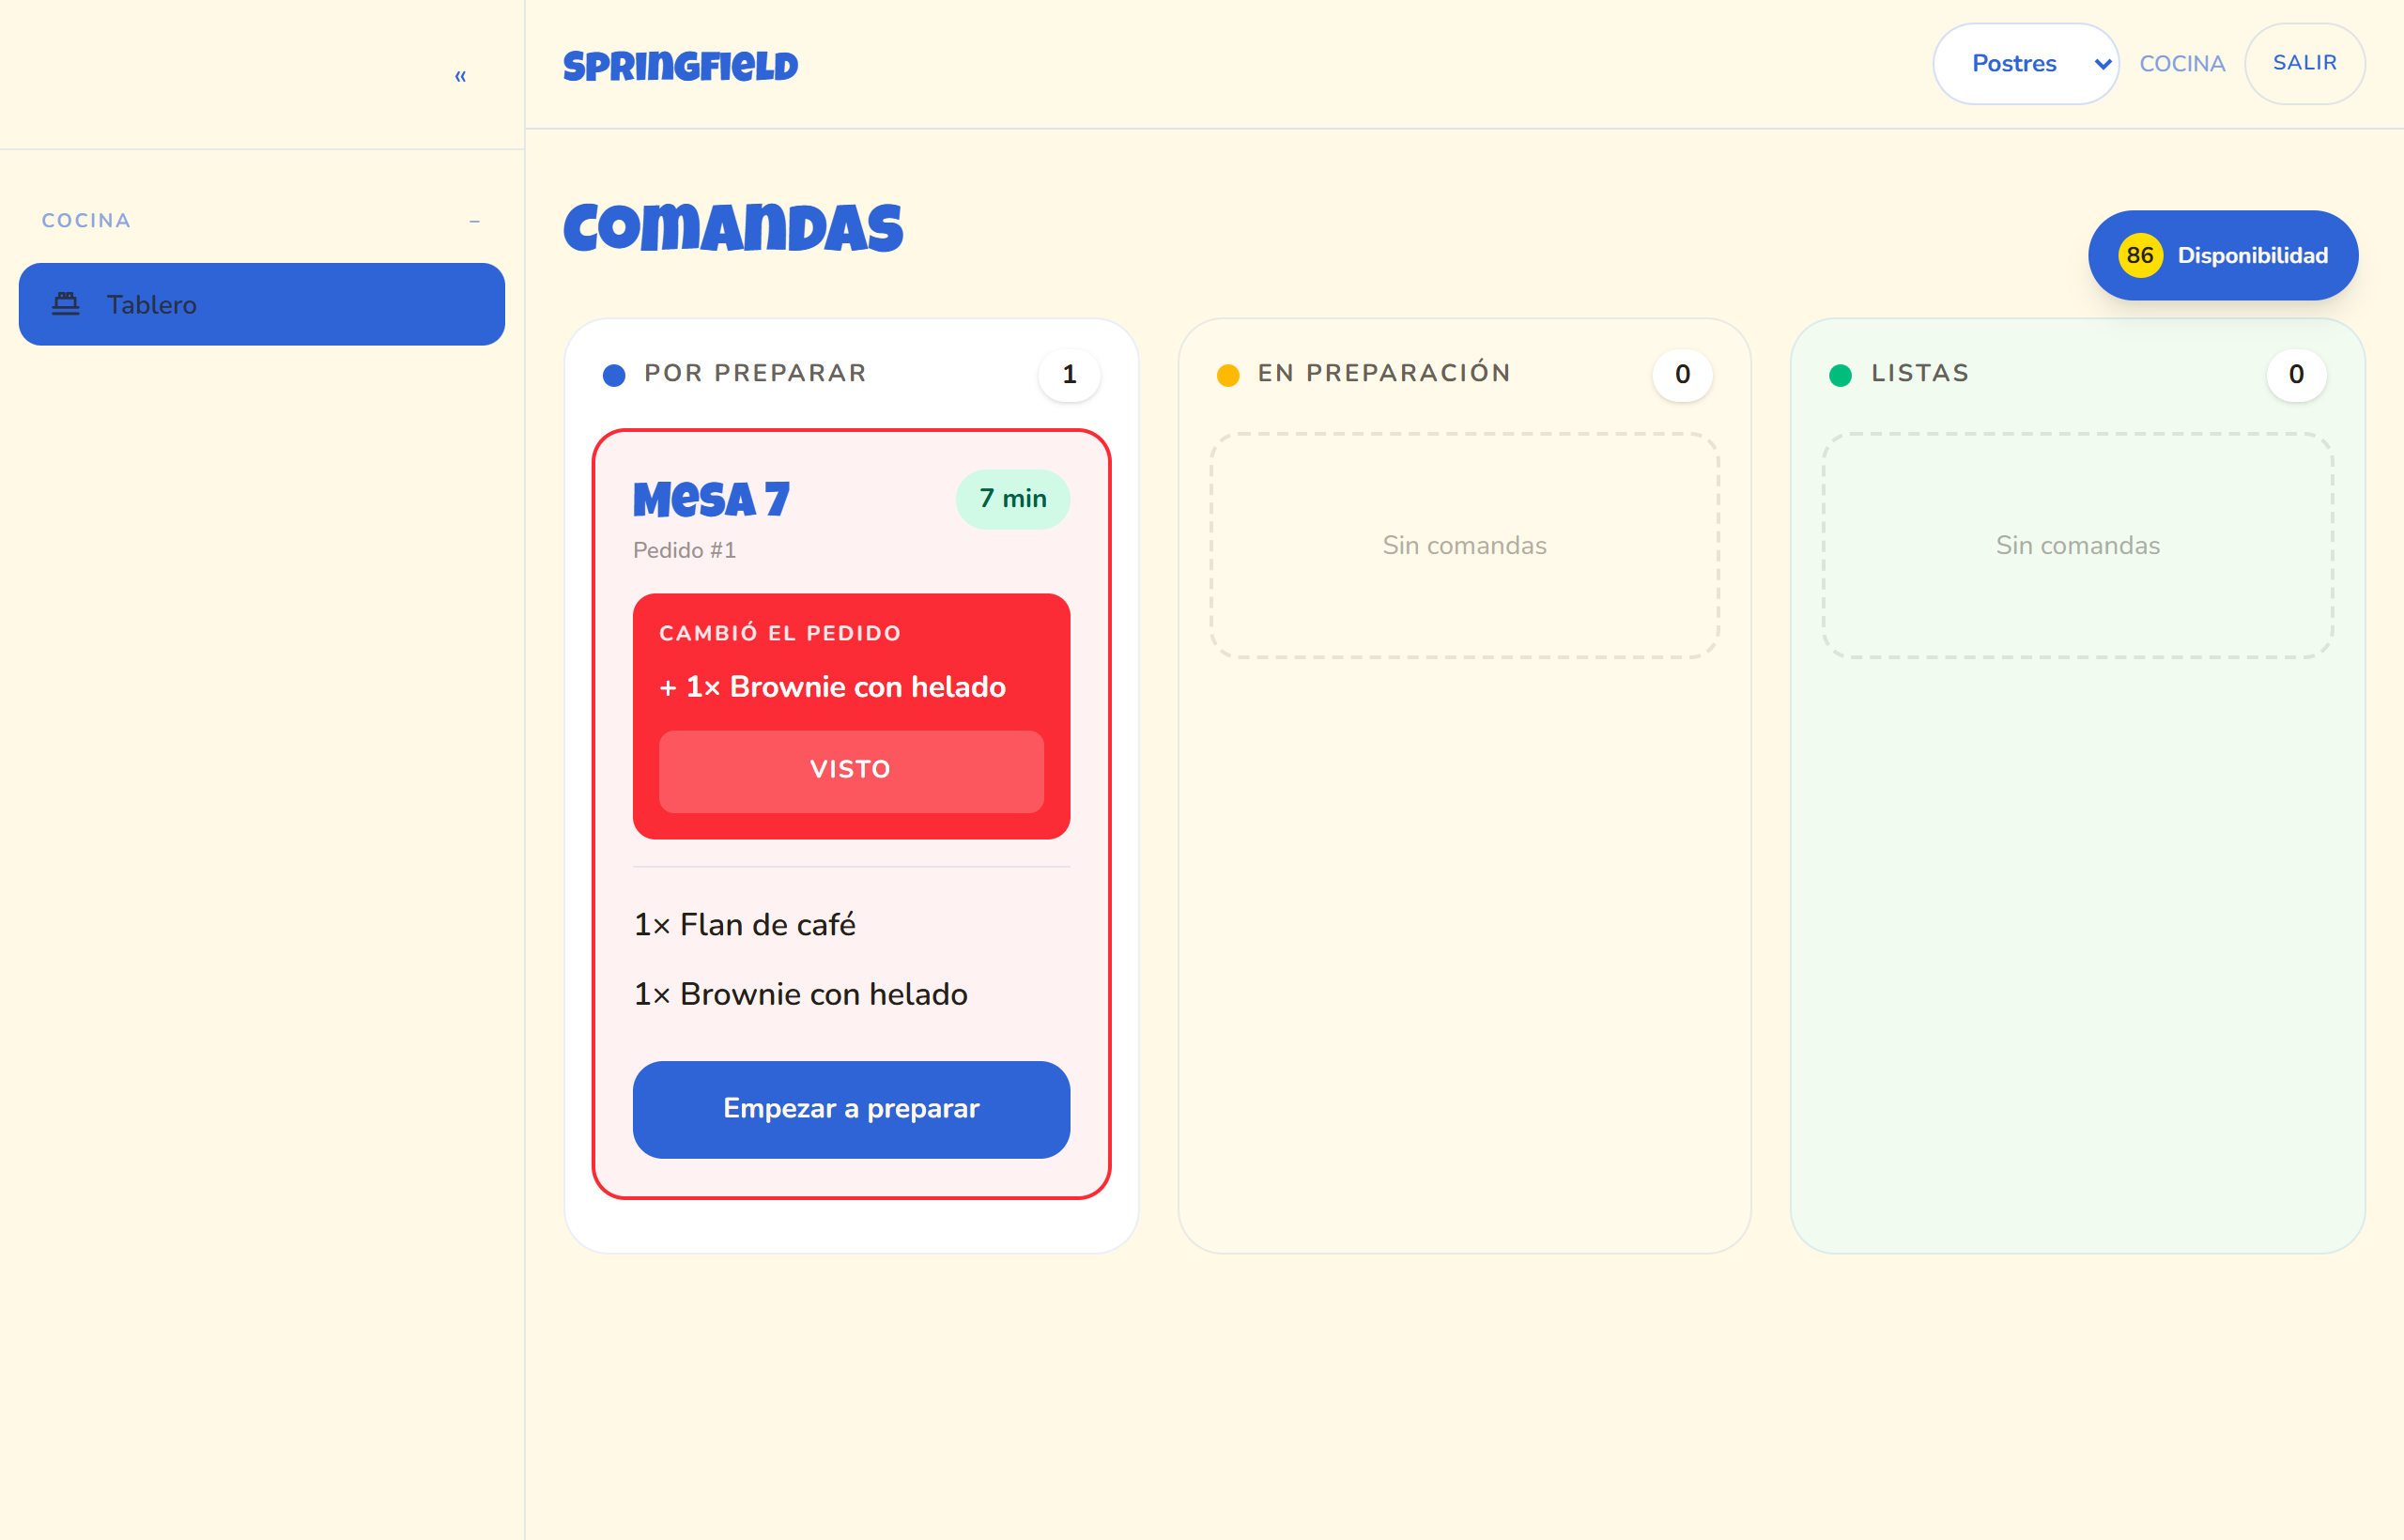 «
SPRINGFIELD
Postres
COCINA
SALIR
COCINA
–
Tablero
COMANDAS
86 Disponibilidad
POR PREPARAR 1
Mesa 7
7 min
Pedido #1
CAMBIÓ EL PEDIDO
+ 1× Brownie con helado
VISTO
1× Flan de café
1× Brownie con helado
Empezar a preparar
EN PREPARACIÓN 0
Sin comandas
LISTAS 0
Sin comandas